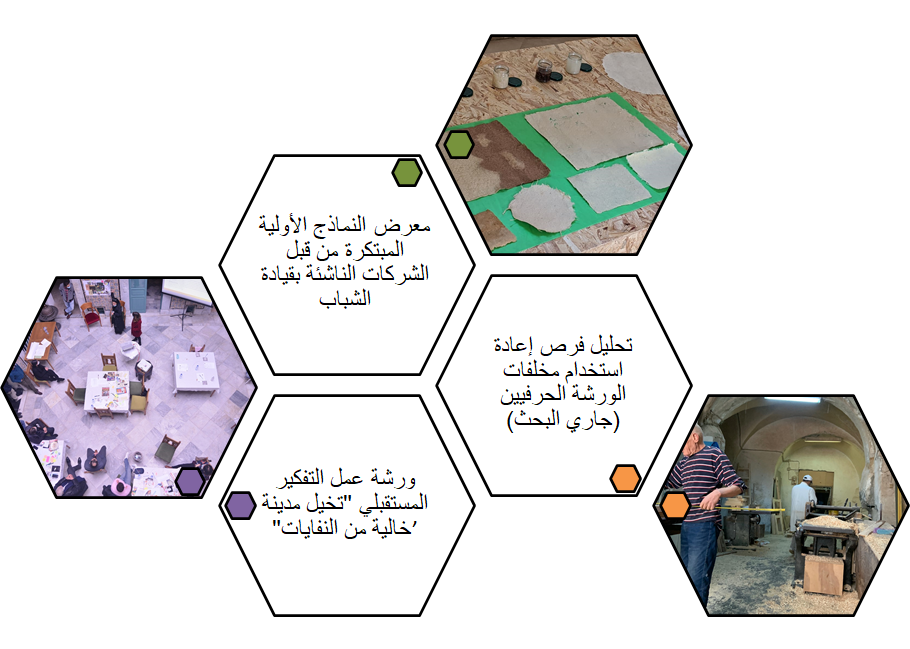 معرض النماذج الأولية
المبتكرة من قبل
الشركات الناشئة بقيادة
الشباب
تحليل فرص إعادة
استخدام مخلفات
الورشة الحرفيين
(جاري البحث)
ورشة عمل التفكير
المستقبلي "تخيل مدينة
خالية من النفايات"’